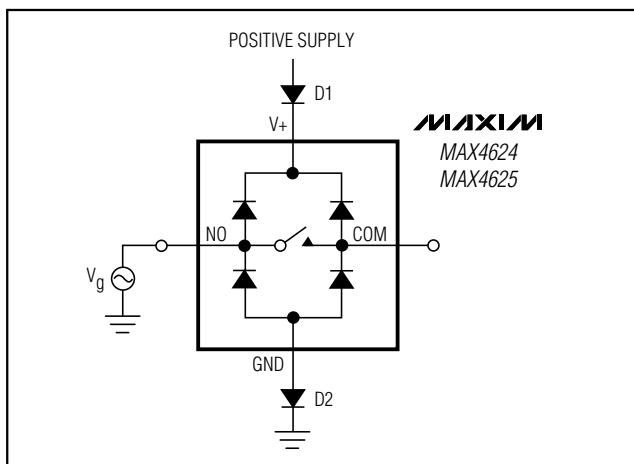 POSITIVE SUPPLY
D1
V+
MAXIM
MAX4624
MAX4625
NO
COM
Vg
GND
D2